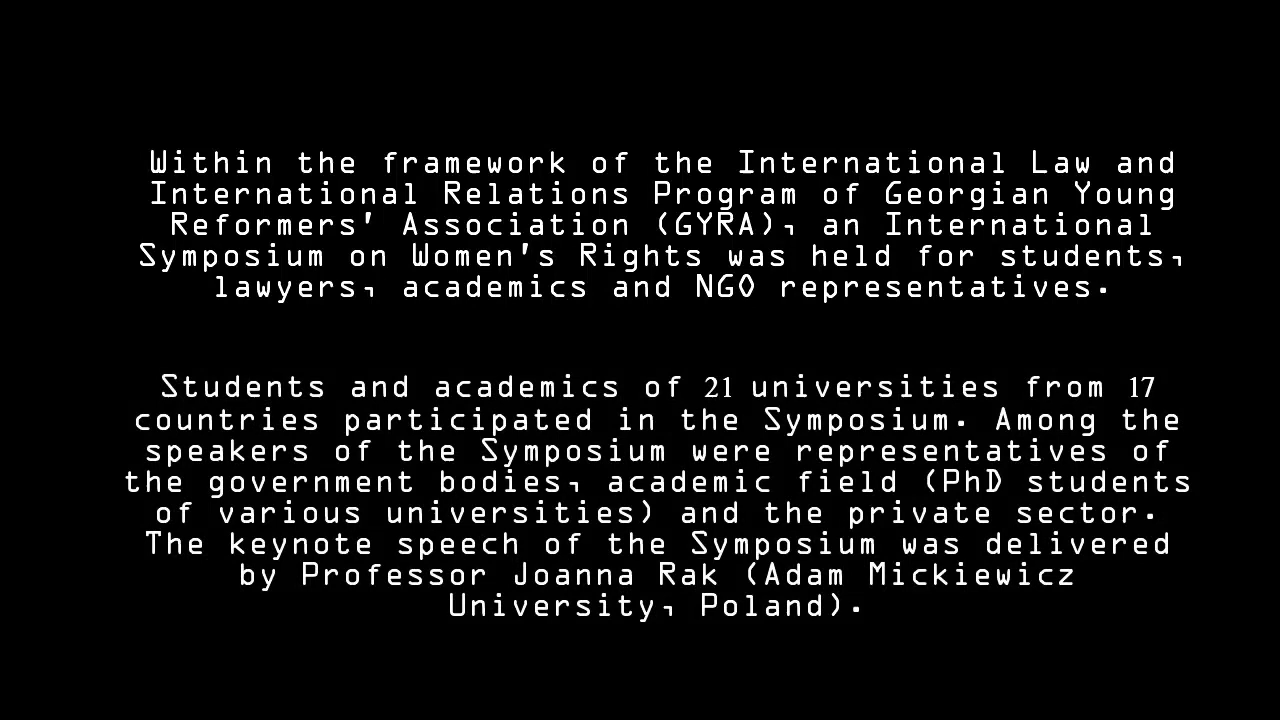 Within the framework of the International Law and
International Relations Program of Georgian Young
Reformers' Association (GYRA), an International
Symposium on Women's Rights was held for students,
lawyers, academics and NGO representatives.
Students and academics of 21 universities from 17
countries participated in the Symposium. Among the
speakers of the Symposium were representatives of
the government bodies, academic field (PhD students
of various universities) and the private sector.
The keynote speech of the Symposium was delivered
by Professor Joanna Rak (Adam Mickiewicz
University, Poland).